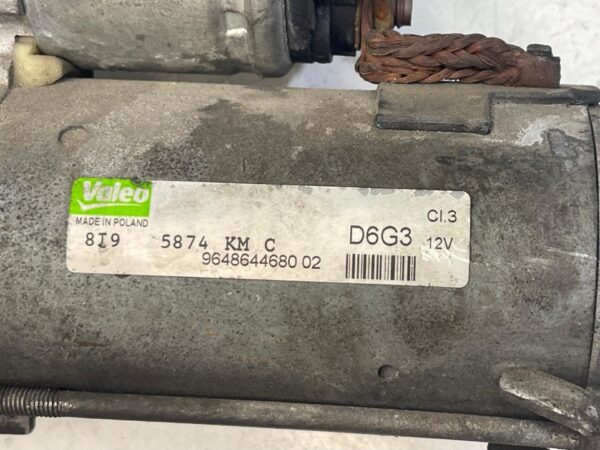 Valeo
MADE IN POLAND
8I9 5874 KM C
9648644680 02
D6G3
Cl.3
12V